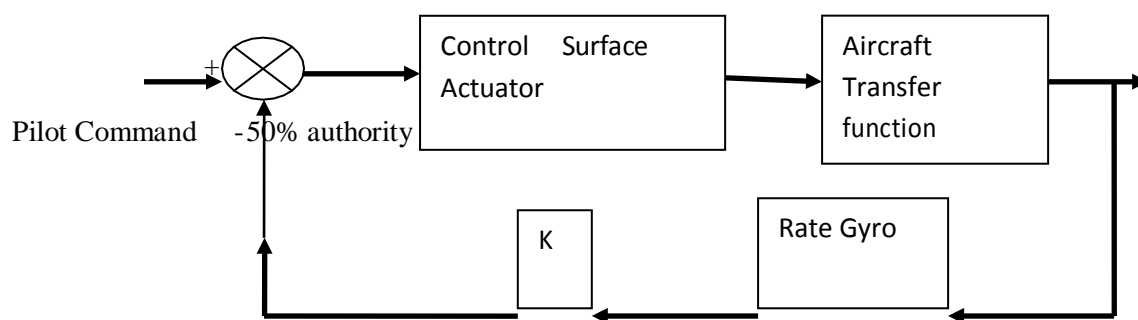 Control Surface
Actuator
Aircraft
Transfer
function
+
Pilot Command -50% authority
K
Rate Gyro